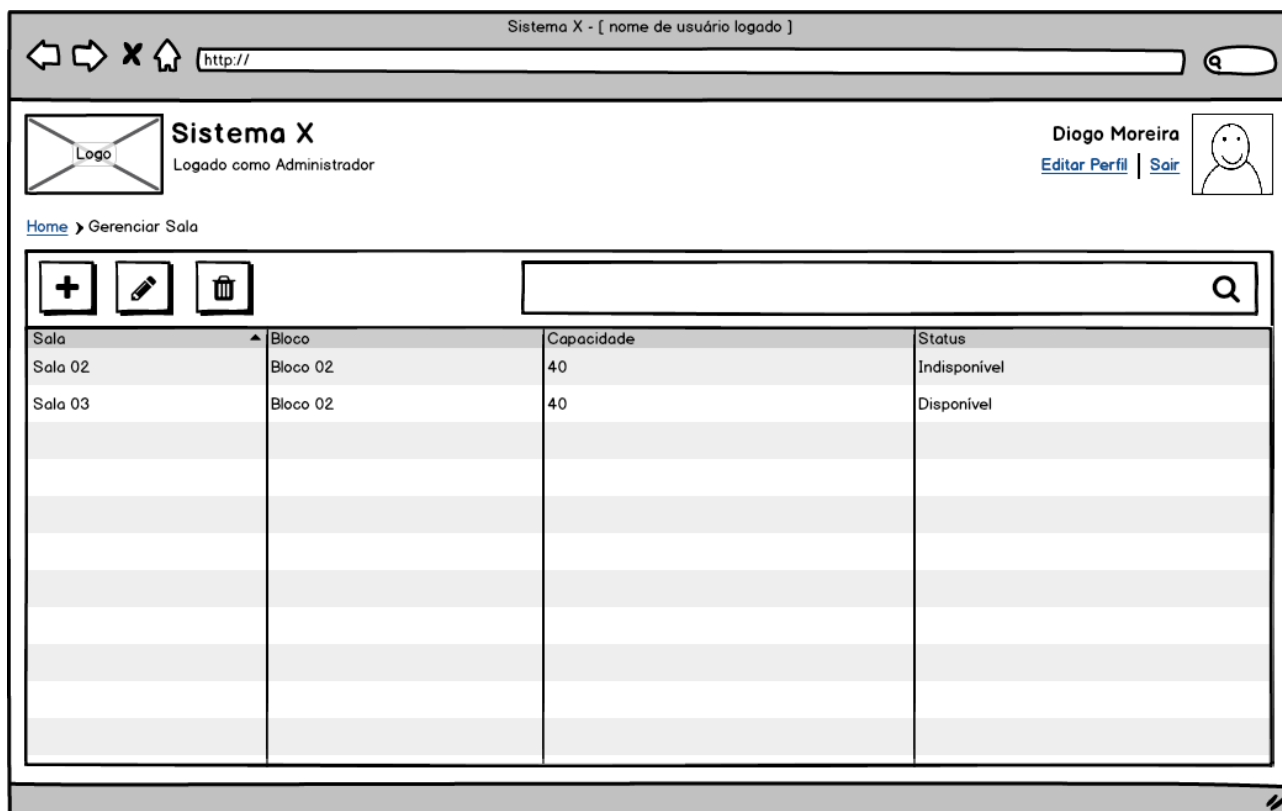 Sistema X - [ nome de usuário logado ]
http://
Logo
Sistema X
Logado como Administrador
Diogo Moreira
Editar Perfil | Sair
Home > Gerenciar Sala
Sala Bloco Capacidade Status
Sala 02 Bloco 02 40 Indisponível
Sala 03 Bloco 02 40 Disponível